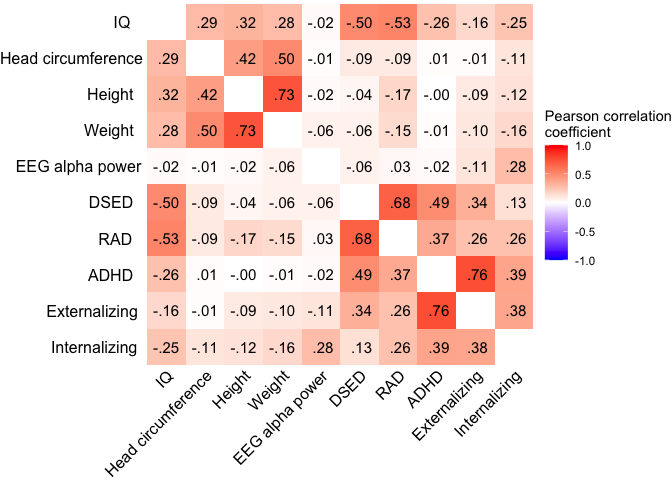 IQ .29 .32 .28 -.02 -.50 -.53 -.26 -.16 -.25
Head circumference .29 .42 .50 -.01 -.09 -.09 .01 -.01 -.11
Height .32 .42 .73 -.02 -.04 -.17 -.00 -.09 -.12
Weight .28 .50 .73 -.06 -.06 -.15 -.01 -.10 -.16
EEG alpha power -.02 -.01 -.02 -.06 -.06 .03 -.02 -.11 .28
DSED -.50 -.09 -.04 -.06 -.06 .68 .49 .34 .13
RAD -.53 -.09 -.17 -.15 .03 .68 .37 .26 .26
ADHD -.26 .01 -.00 -.01 -.02 .49 .37 .76 .39
Externalizing -.16 -.01 -.09 -.10 -.11 .34 .26 .76 .38
Internalizing -.25 -.11 -.12 -.16 .28 .13 .26 .39 .38
IQ
Head circumference
Height
Weight
EEG alpha power
DSED
RAD
ADHD
Externalizing
Internalizing
Pearson correlation
coefficient
1.0
0.5
0.0
-0.5
-1.0